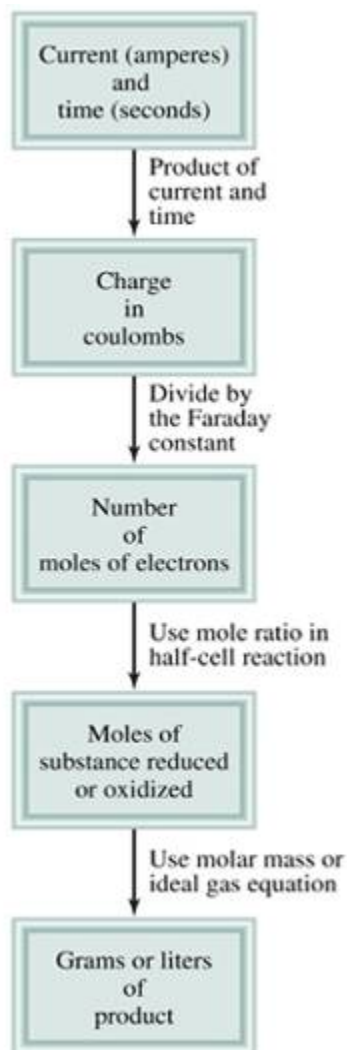 Current (amperes)
and
time (seconds)
Product of
current and
time
Charge
in
coulombs
Divide by
the Faraday
constant
Number
of
moles of electrons
Use mole ratio in
half-cell reaction
Moles of
substance reduced
or oxidized
Use molar mass or
ideal gas equation
Grams or liters
of
product